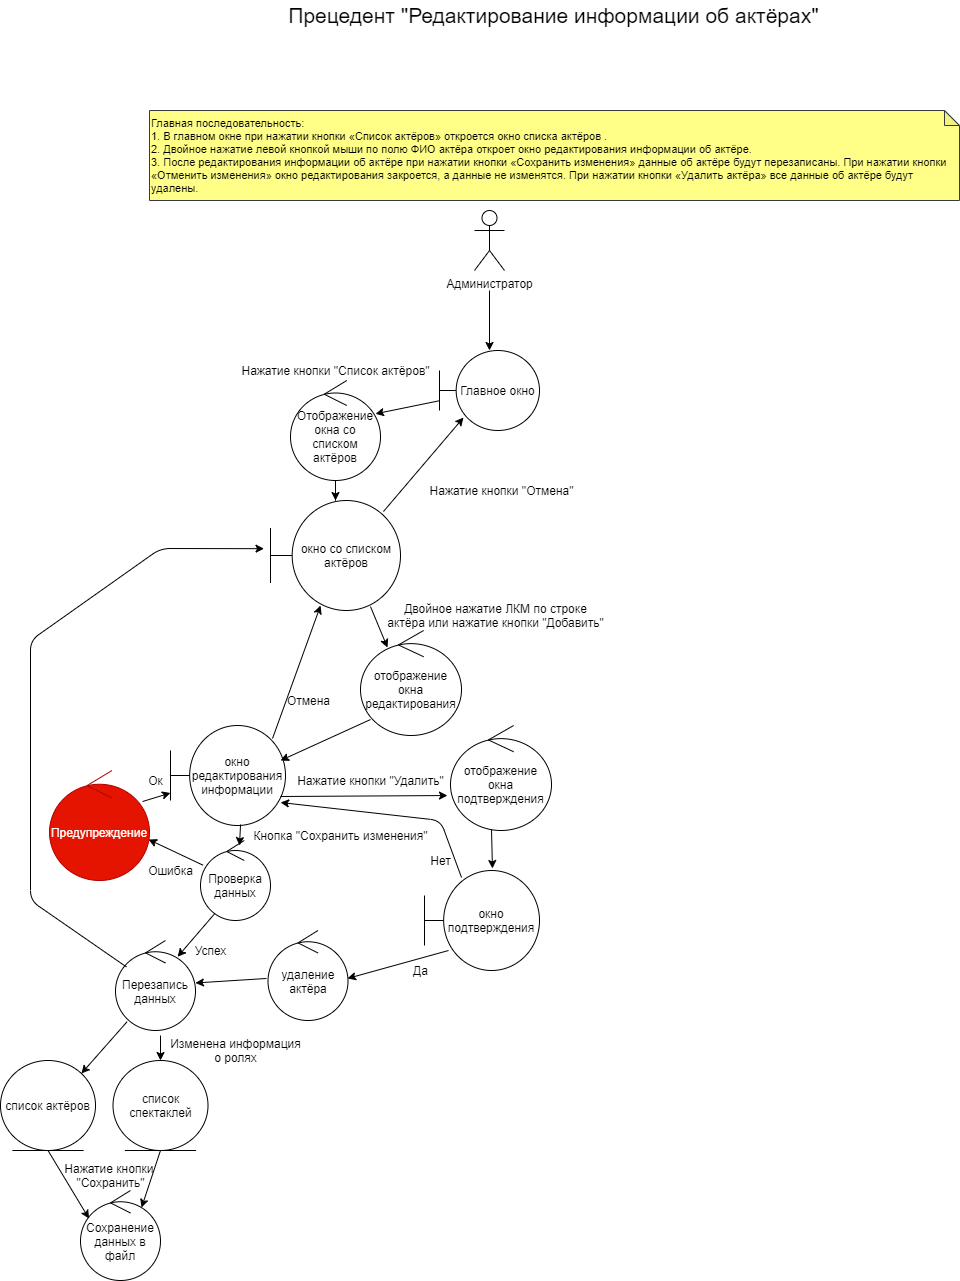 Прецедент "Редактирование информации об актёрах"
Главная последовательность:
1. В главном окне при нажатии кнопки «Список актёров» откроется окно списка актёров .
2. Двойное нажатие левой кнопкой мыши по полю ФИО актёра откроет окно редактирования информации об актёре.
3. После редактирования информации об актёре при нажатии кнопки «Сохранить изменения» данные об актёре будут перезаписаны. При нажатии кнопки
«Отменить изменения» окно редактирования закроется, а данные не изменятся. При нажатии кнопки «Удалить актёра» все данные об актёре будут
удалены.
Администратор
Нажатие кнопки "Список актёров"
Главное окно
Отображение
окна со
списком
актёров
Нажатие кнопки "Отмена"
окно со списком
актёров
Двойное нажатие ЛКМ по строке
актёра или нажатие кнопки "Добавить"
отображение
окна
редактирования
Отмена
окно
редактирования
информации
Нажатие кнопки "Удалить"
отображение
окна
подтверждения
Ок
Предупреждение
Кнопка "Сохранить изменения"
Ошибка
Проверка
данных
Нет
окно
подтверждения
Успех
Да
удаление
актёра
Перезапись
данных
Изменена информация
о ролях
список актёров
список
спектаклей
Нажатие кнопки
"Сохранить"
Сохранение
данных в
файл